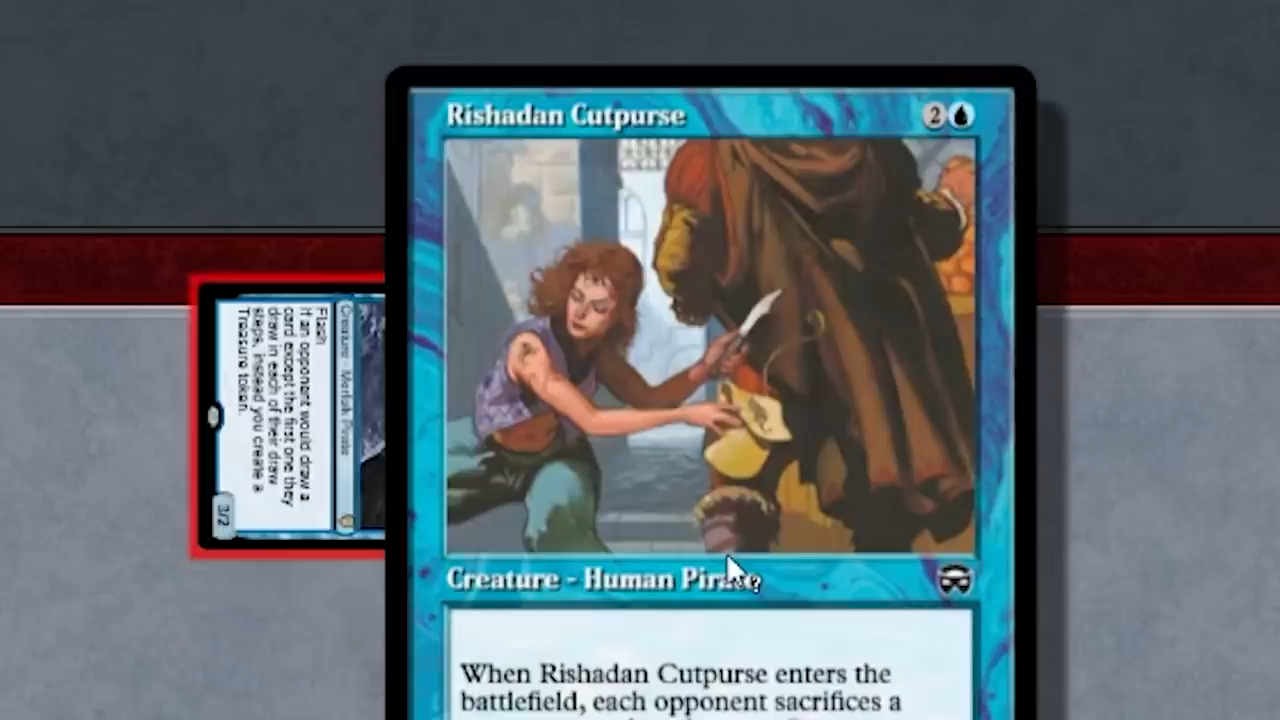 Rishadan Cutpurse
2
Creature - Human Pirate
When Rishadan Cutpurse enters the
battlefield, each opponent sacrifices a
Creature - Merfolk Pirate
Flash
If an opponent would draw a
card except the first one they
draw in each of their draw
steps, instead you create a
Treasure token.
3/2